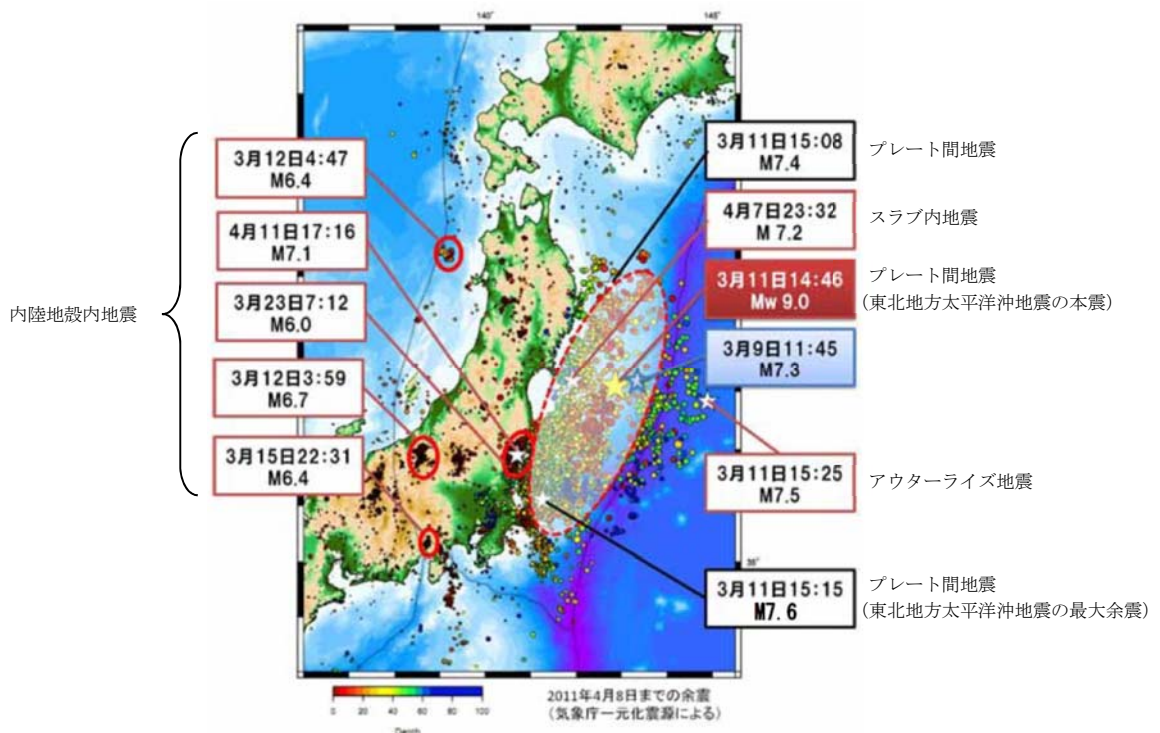 140°
145°
3月12日4:47
M6.4
4月11日17:16
M7.1
3月23日7:12
M6.0
3月12日3:59
M6.7
3月15日22:31
M6.4
内陸地殻内地震
3月11日15:08
M7.4
プレート間地震
4月7日23:32
M 7.2
スラブ内地震
3月11日14:46
Mw 9.0
プレート間地震
(東北地方太平洋沖地震の本震)
3月9日11:45
M7.3
3月11日15:25
M7.5
アウターライズ地震
35°
3月11日15:15
M7.6
プレート間地震
(東北地方太平洋沖地震の最大余震)
0 20 40 60 80 100
Depth
2011年4月8日までの余震
(気象庁一元化震源による)